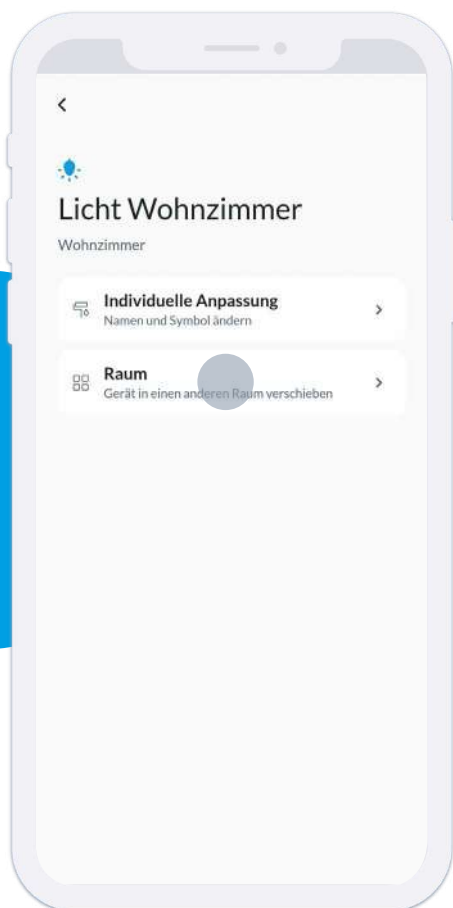 Licht Wohnzimmer
Wohnzimmer
Individuelle Anpassung
Namen und Symbol ändern
Raum
Gerät in einen anderen Raum verschieben